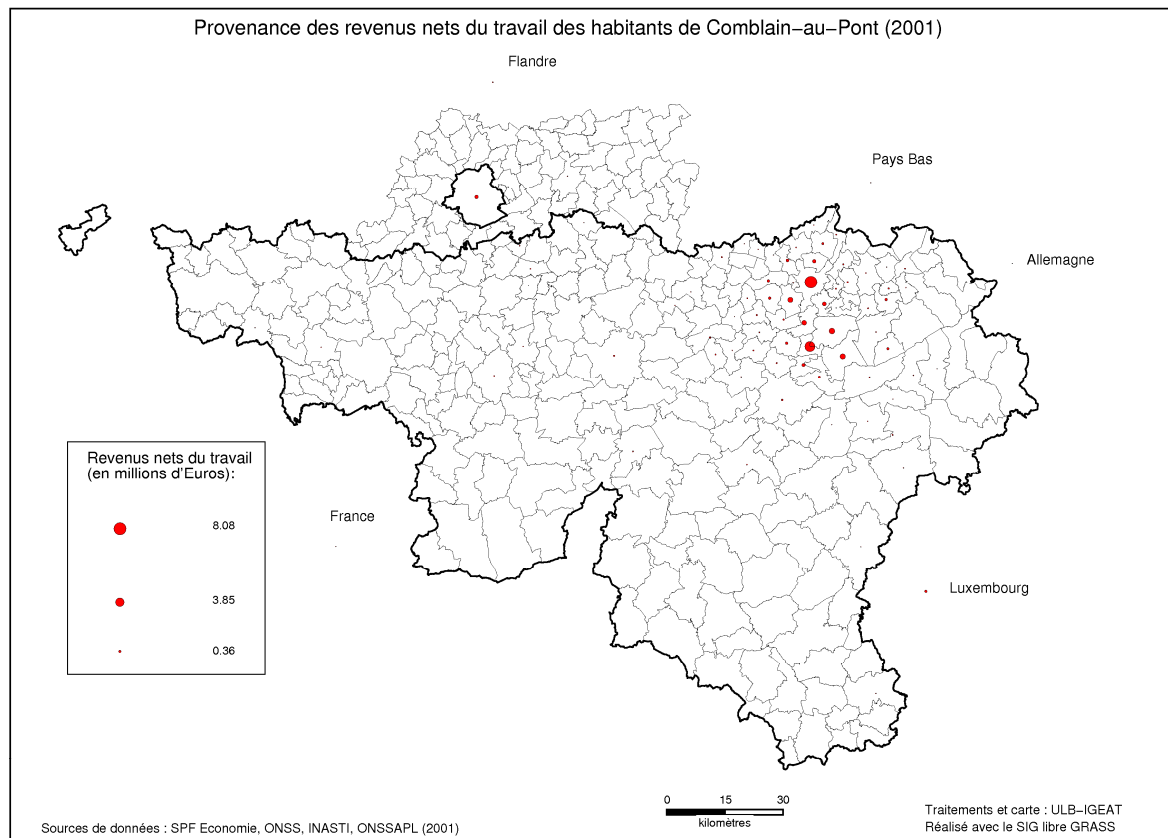 Provenance des revenus nets du travail des habitants de Comblain−au−Pont (2001)
Flandre
Pays Bas
Allemagne
Revenus nets du travail
(en millions d'Euros):
8.08
3.85
0.36
France
Luxembourg
0 15 30
kilomètres
Sources de données : SPF Economie, ONSS, INASTI, ONSSAPL (2001)
Traitements et carte : ULB−IGEAT
Réalisé avec le SIG libre GRASS